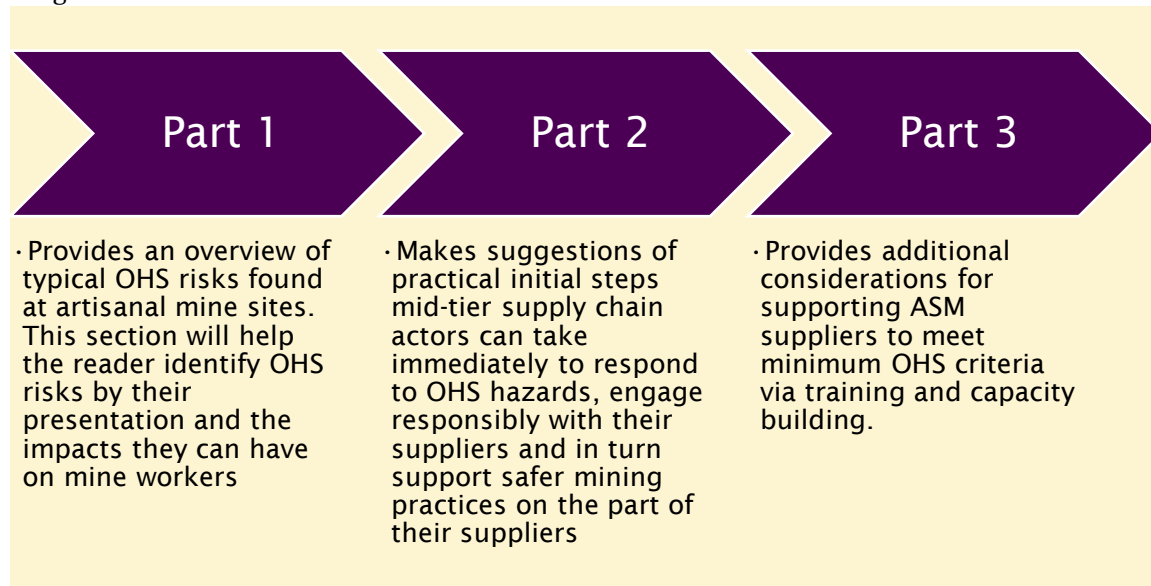 Part 1
Part 2
Part 3
· Provides an overview of
typical OHS risks found
at artisanal mine sites.
This section will help
the reader identify OHS
risks by their
presentation and the
impacts they can have
on mine workers
· Makes suggestions of
practical initial steps
mid-tier supply chain
actors can take
immediately to respond
to OHS hazards, engage
responsibly with their
suppliers and in turn
support safer mining
practices on the part of
their suppliers
· Provides additional
considerations for
supporting ASM
suppliers to meet
minimum OHS criteria
via training and capacity
building.